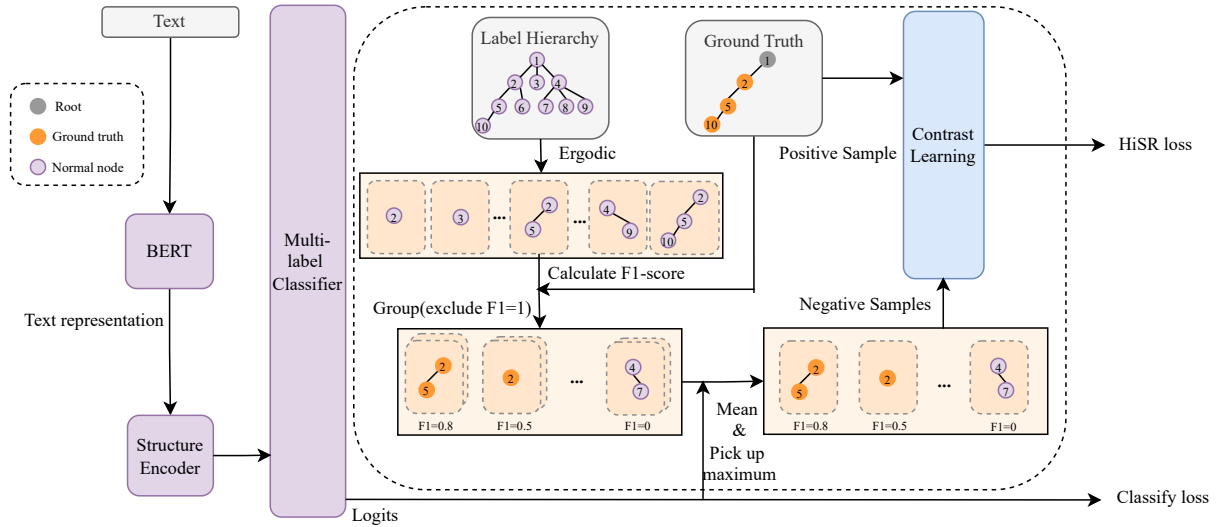 Text
Root
Ground truth
Normal node
BERT
Text representation
Structure
Encoder
Multi-
label
Classifier
Label Hierarchy
1
2
3
4
5
6
7
8
9
10
Ground Truth
1
2
5
10
Ergodic
Positive Sample
Contrast
Learning
HiSR loss
2
3
...
2
5
...
4
9
2
5
10
Calculate F1-score
Group(exclude F1=1)
Negative Samples
2
5
2
...
4
7
F1=0.8
F1=0.5
F1=0
Mean
&
Pick up
maximum
2
5
2
...
4
7
F1=0.8
F1=0.5
F1=0
Logits
Classify loss